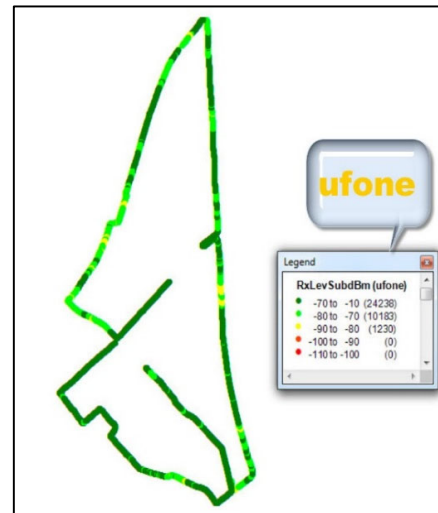 ufone
Legend
RxLevSubdBm (ufone)
-70 to -10 (24238)
-80 to -70 (10183)
-90 to -80 (1230)
-100 to -90 (0)
-110 to -100 (0)